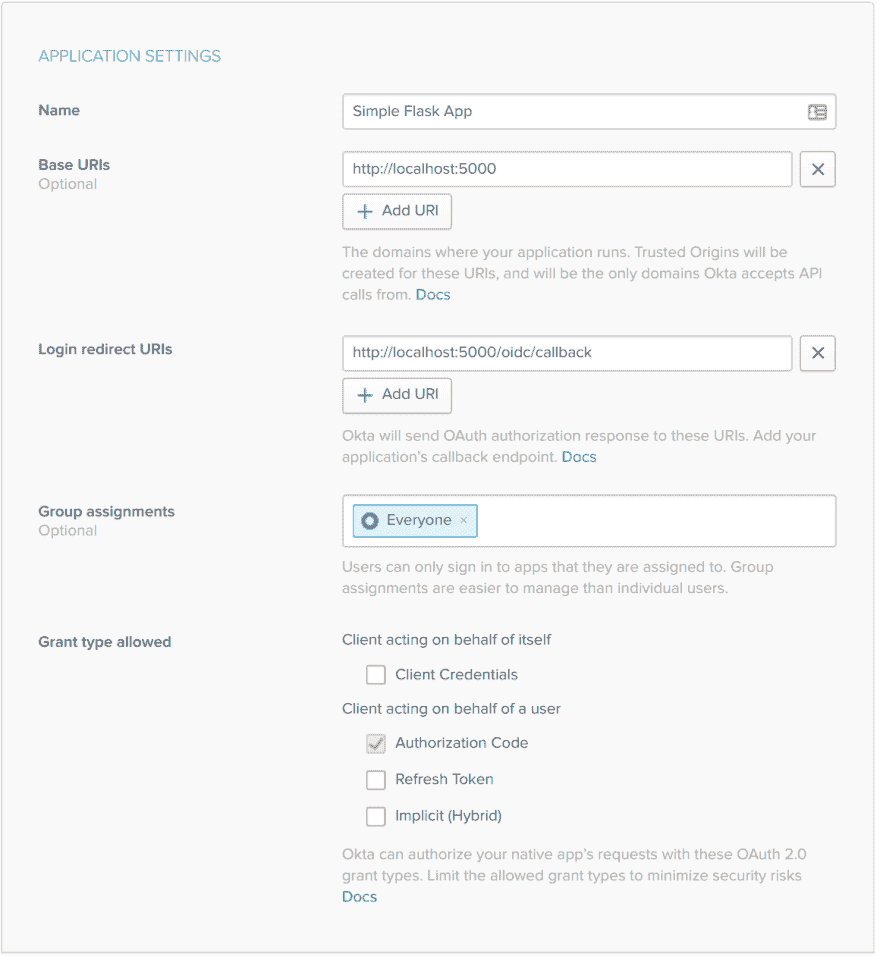 APPLICATION SETTINGS
Name
Simple Flask App
Base URIs
Optional
http://localhost:5000
Add URI
The domains where your application runs. Trusted Origins will be
created for these URIs, and will be the only domains Okta accepts API
calls from. Docs
Login redirect URIs
http://localhost:5000/oidc/callback
Add URI
Okta will send OAuth authorization response to these URIs. Add your
application's callback endpoint. Docs
Group assignments
Optional
Everyone ×
Users can only sign in to apps that they are assigned to. Group
assignments are easier to manage than individual users.
Grant type allowed
Client acting on behalf of itself
Client Credentials
Client acting on behalf of a user
Authorization Code
Refresh Token
Implicit (Hybrid)
Okta can authorize your native app's requests with these OAuth 2.0
grant types. Limit the allowed grant types to minimize security risks
Docs